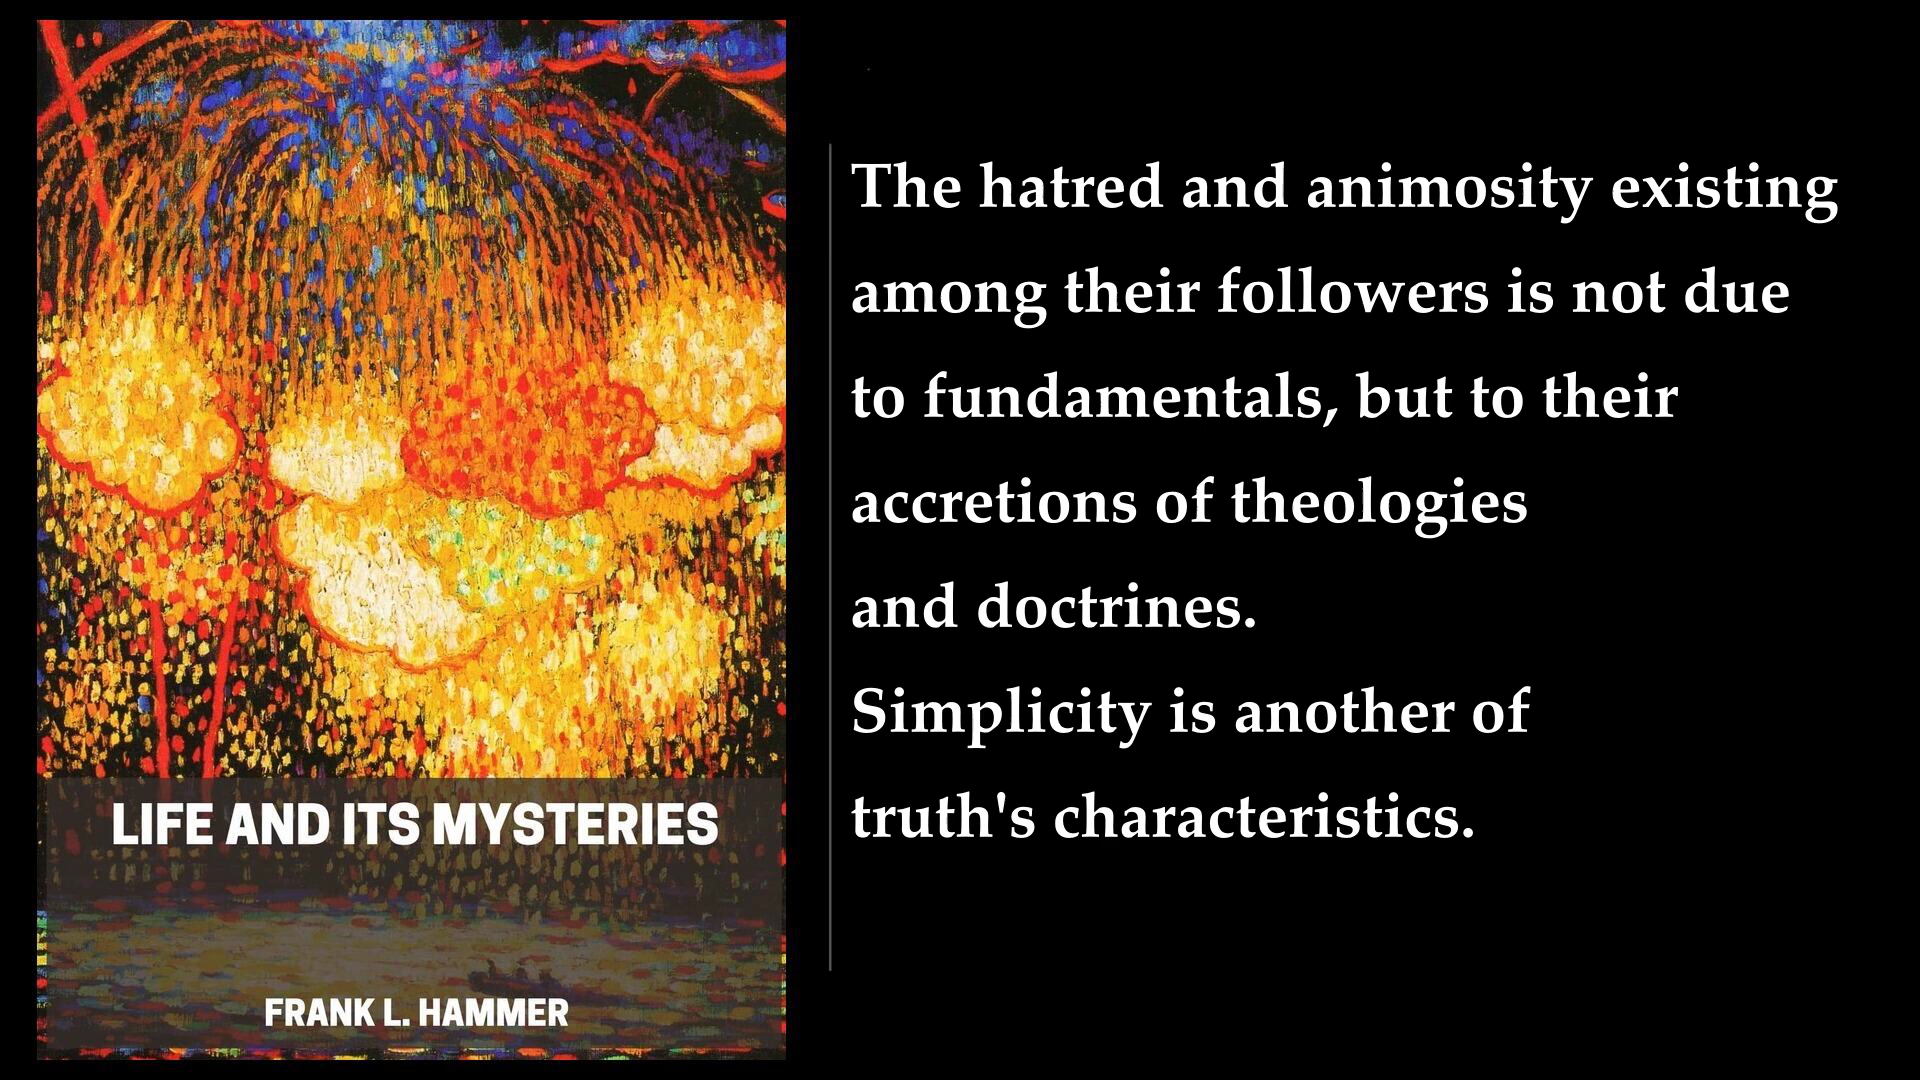 LIFE AND ITS MYSTERIES
FRANK L. HAMMER
The hatred and animosity existing
among their followers is not due
to fundamentals, but to their
accretions of theologies
and doctrines.
Simplicity is another of
truth's characteristics.